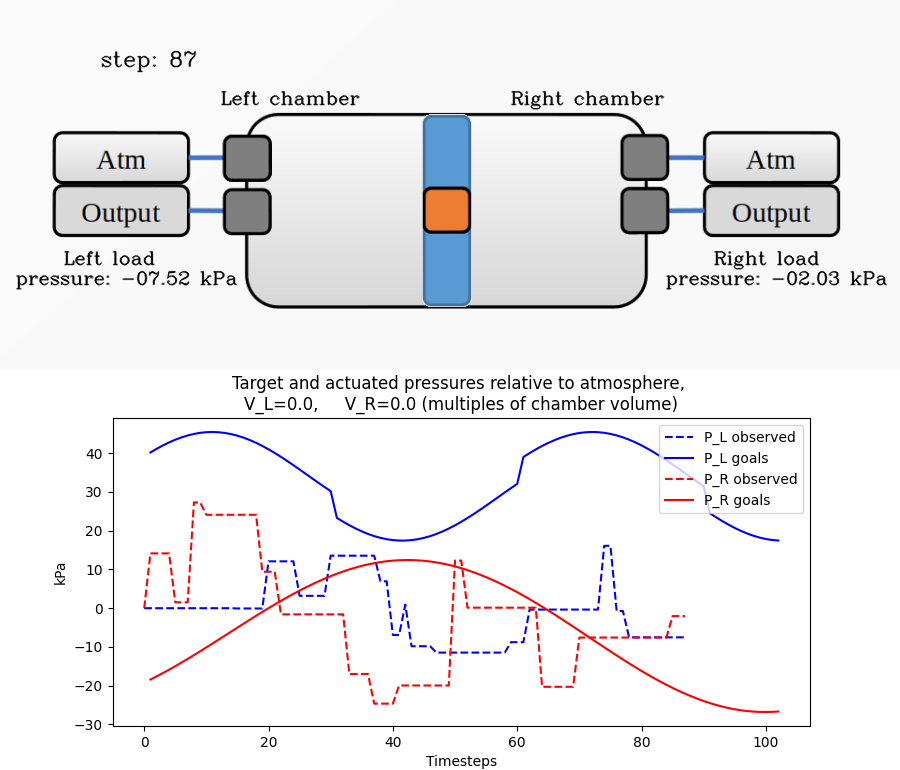 step: 87
Left chamber
Right chamber
Atm
Atm
Output
Output
Left load
pressure: −07.52 kPa
Right load
pressure: −02.03 kPa
Target and actuated pressures relative to atmosphere,
V_L=0.0, V_R=0.0 (multiples of chamber volume)
P_L observed
P_L goals
P_R observed
P_R goals
kPa
40
30
20
10
0
−10
−20
−30
0 20 40 60 80 100
Timesteps